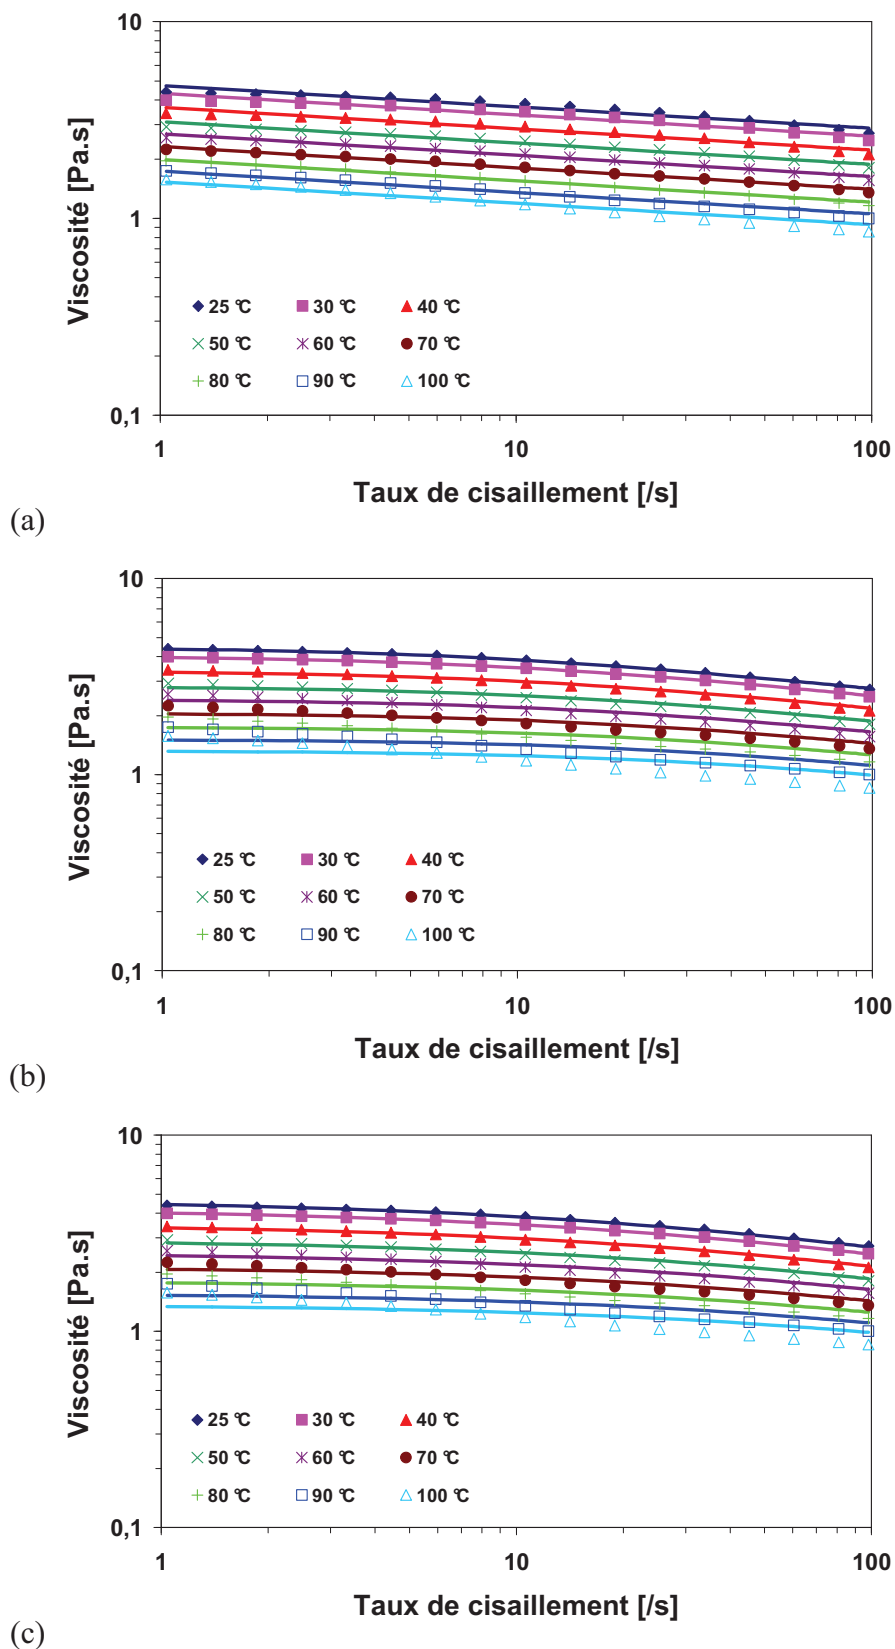 10
1
0,1
Viscosité [Pa.s]
25 °C 30 °C 40 °C
50 °C 60 °C 70 °C
80 °C 90 °C 100 °C
1 10 100
Taux de cisaillement [/s]
(a)
10
1
0,1
Viscosité [Pa.s]
25 °C 30 °C 40 °C
50 °C 60 °C 70 °C
80 °C 90 °C 100 °C
1 10 100
Taux de cisaillement [/s]
(b)
10
1
0,1
Viscosité [Pa.s]
25 °C 30 °C 40 °C
50 °C 60 °C 70 °C
80 °C 90 °C 100 °C
1 10 100
Taux de cisaillement [/s]
(c)